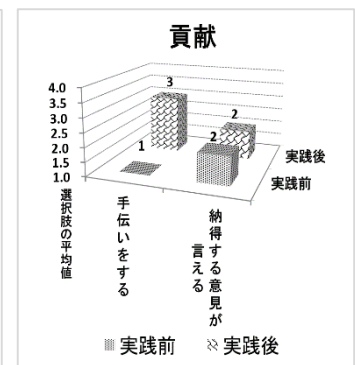 貢献
4.0
3.5
3.0
2.5
2.0
1.5
1.0
3
1
2
2
実践後
実践前
選択肢の平均値
手伝いをする
納得する意見が
言える
実践前 実践後